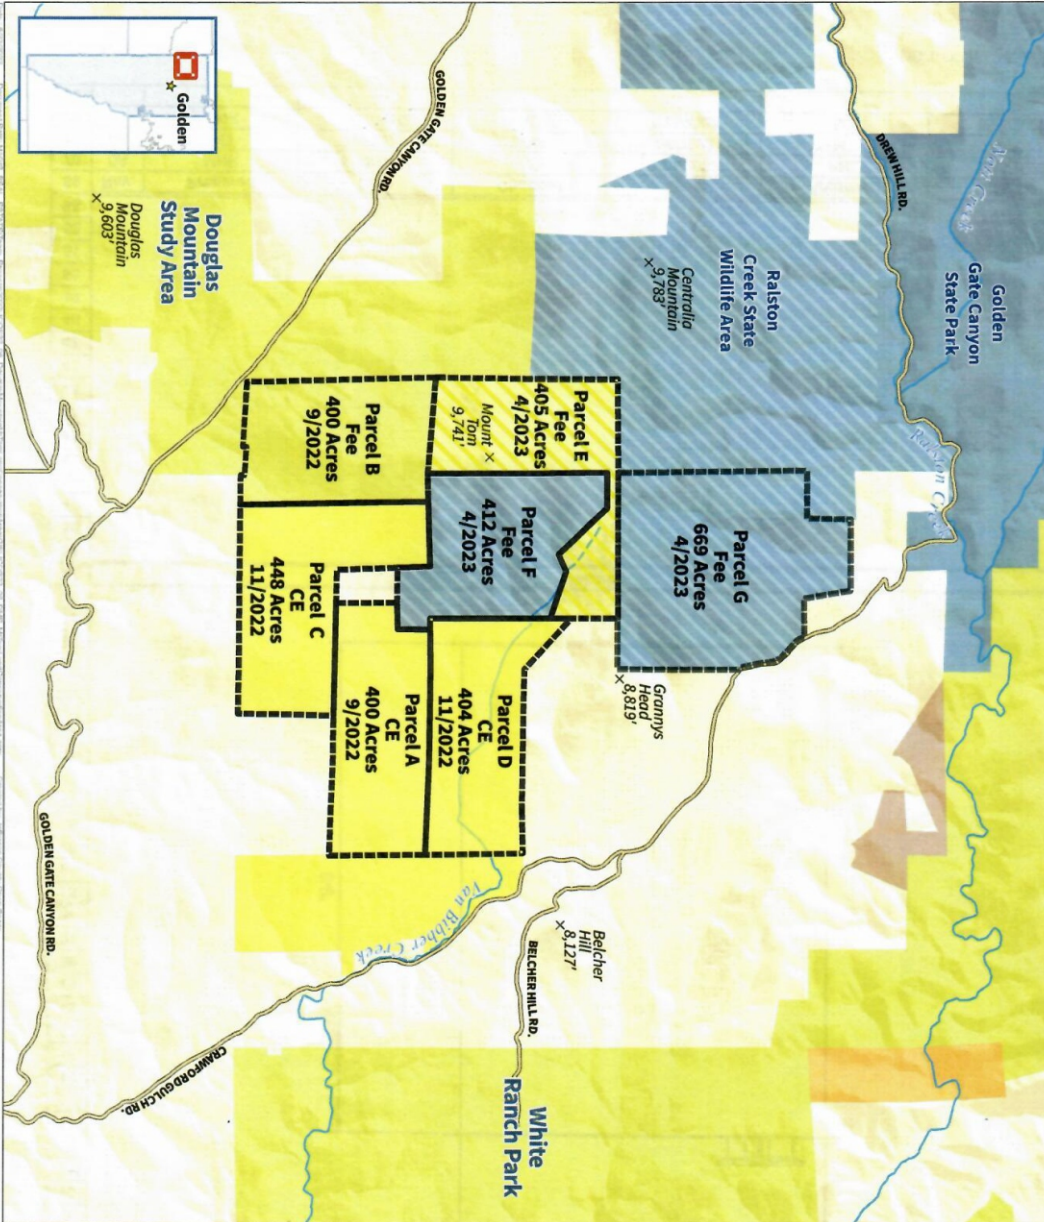 Golden
Gate Canyon
State Park
Nott Creek
DREW HILL RD.
Ralston Creek
Ralston
Creek State
Wildlife Area
Centralia
Mountain
9,783'
GOLDEN GATE CANYON RD.
Golden
Douglas
Mountain
Study Area
Douglas
Mountain
9,603'
Parcel E
Fee
405 Acres
4/2023
Mount
Tom
9,741'
Parcel B
Fee
400 Acres
9/2022
Parcel G
Fee
669 Acres
4/2023
Parcel F
Fee
412 Acres
4/2023
Parcel C
CE
448 Acres
11/2022
Parcel D
CE
404 Acres
11/2022
Parcel A
CE
400 Acres
9/2022
Grannys
Head
8,819'
Belcher
Hill
8,127'
Van Bibber Creek
BELCHER HILL RD.
GOLDEN GATE CANYON RD.
CRAWFORD GULCH RD.
White
Ranch Park